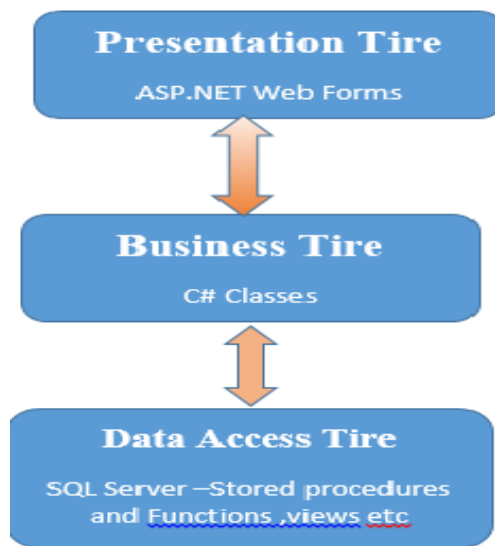 Presentation Tire
ASP.NET Web Forms
Business Tire
C# Classes
Data Access Tire
SQL Server –Stored procedures
and Functions ,views etc